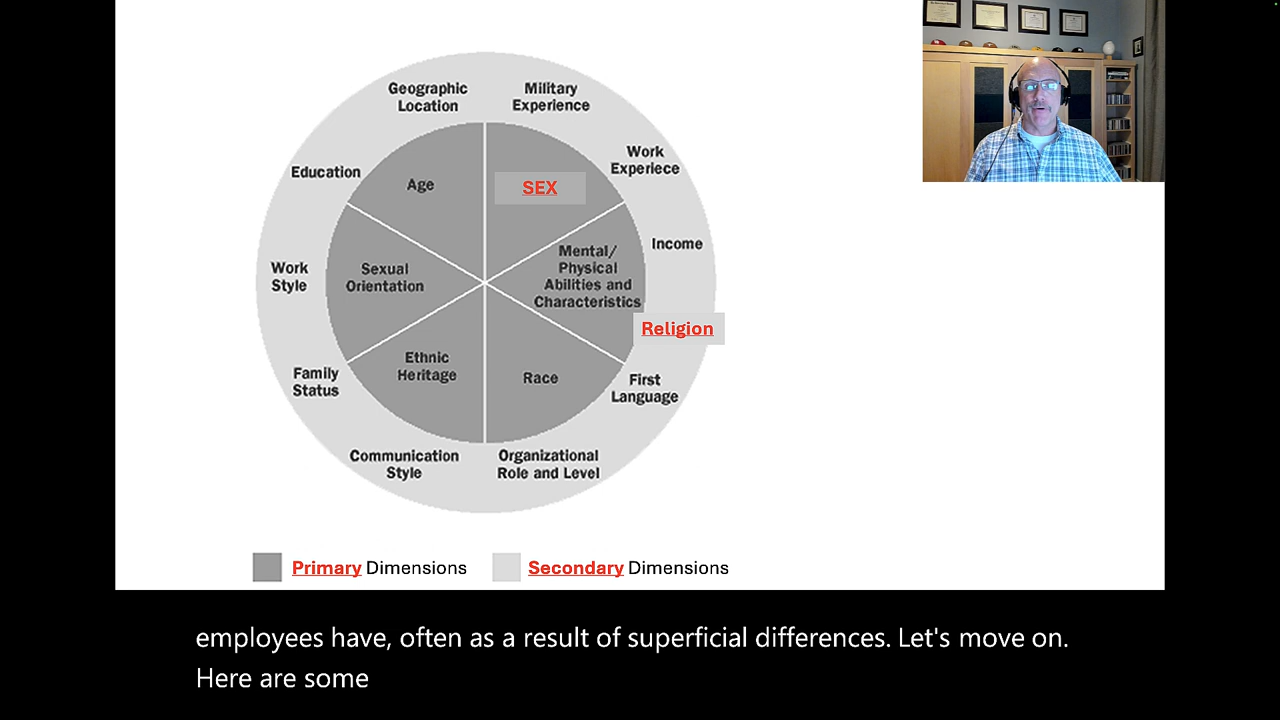 Geographic
Location
Military
Experience
Education
Age
SEX
Work
Experiece
Income
Work
Style
Sexual
Orientation
Mental/
Physical
Abilities and
Characteristics
Religion
Family
Status
Ethnic
Heritage
Race
First
Language
Communication
Style
Organizational
Role and Level
Primary Dimensions
Secondary Dimensions
employees have, often as a result of superficial differences. Let's move on.
Here are some